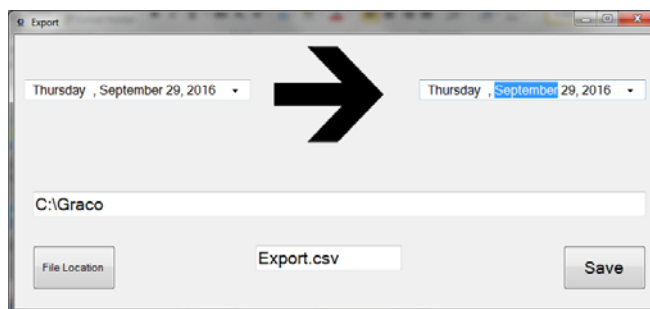 Export
Thursday , September 29, 2016
Thursday , September 29, 2016
C:\Graco
File Location
Export.csv
Save